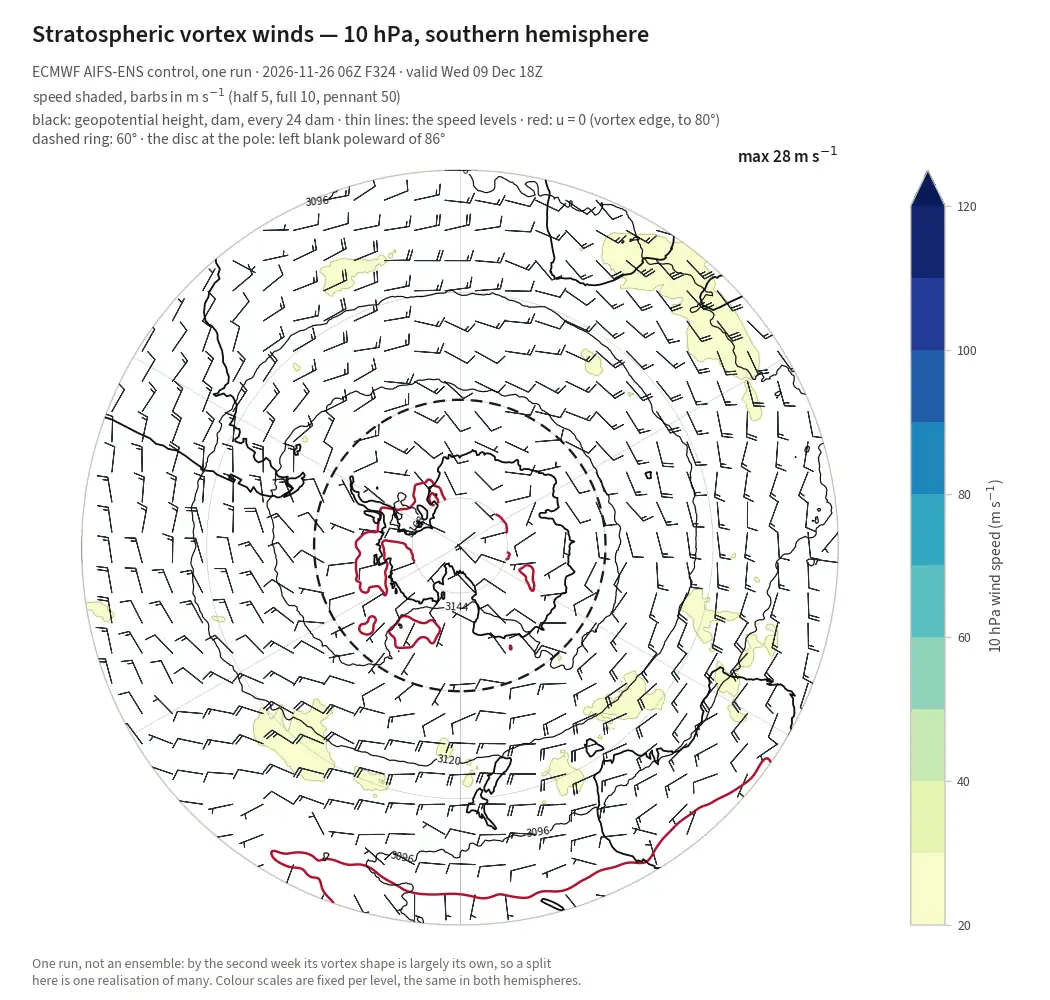 Stratospheric vortex winds — 10 hPa, southern hemisphere
ECMWF AIFS-ENS control, one run · 2026-11-26 06Z F324 · valid Wed 09 Dec 18Z
speed shaded, barbs in m s⁻¹ (half 5, full 10, pennant 50)
black: geopotential height, dam, every 24 dam · thin lines: the speed levels · red: u = 0 (vortex edge, to 80°)
dashed ring: 60° · the disc at the pole: left blank poleward of 86°
max 28 m s⁻¹
3096
120
100
80
60
40
20
10 hPa wind speed (m s⁻¹)
3144
3120
3096
3096
One run, not an ensemble: by the second week its vortex shape is largely its own, so a split
here is one realisation of many. Colour scales are fixed per level, the same in both hemispheres.